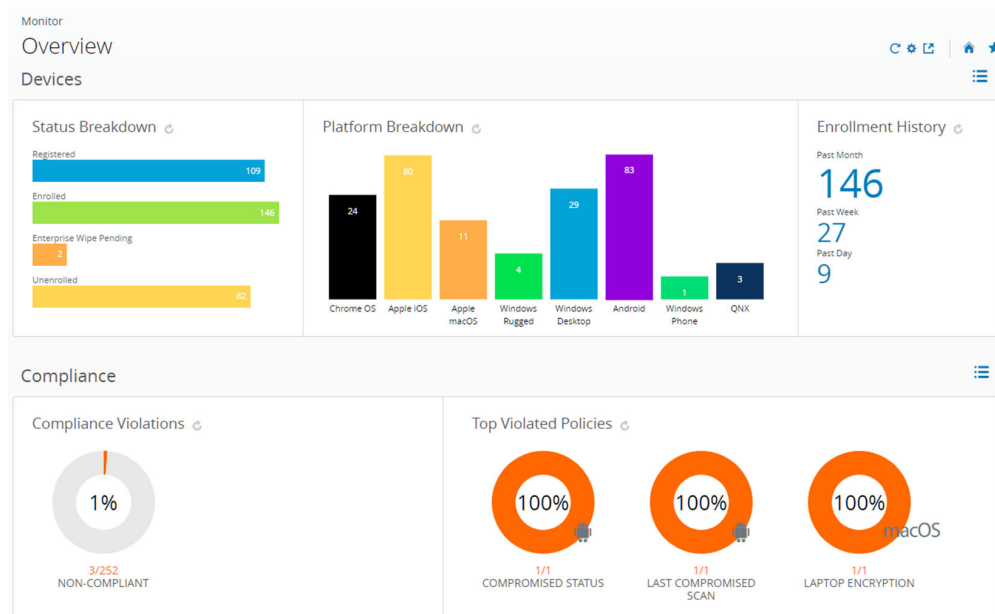 Monitor
Overview
Devices
Status Breakdown
Registered
109
Enrolled
146
Enterprise Wipe Pending
2
Unenrolled
82
Platform Breakdown
24
80
11
4
29
83
1
3
Chrome OS
Apple iOS
Apple
macOS
Windows
Rugged
Windows
Desktop
Android
Windows
Phone
QNX
Enrollment History
Past Month
146
Past Week
27
Past Day
9
Compliance
Compliance Violations
1%
3/252
NON-COMPLIANT
Top Violated Policies
100%
1/1
COMPROMISED STATUS
100%
1/1
LAST COMPROMISED
SCAN
100%
macOS
1/1
LAPTOP ENCRYPTION